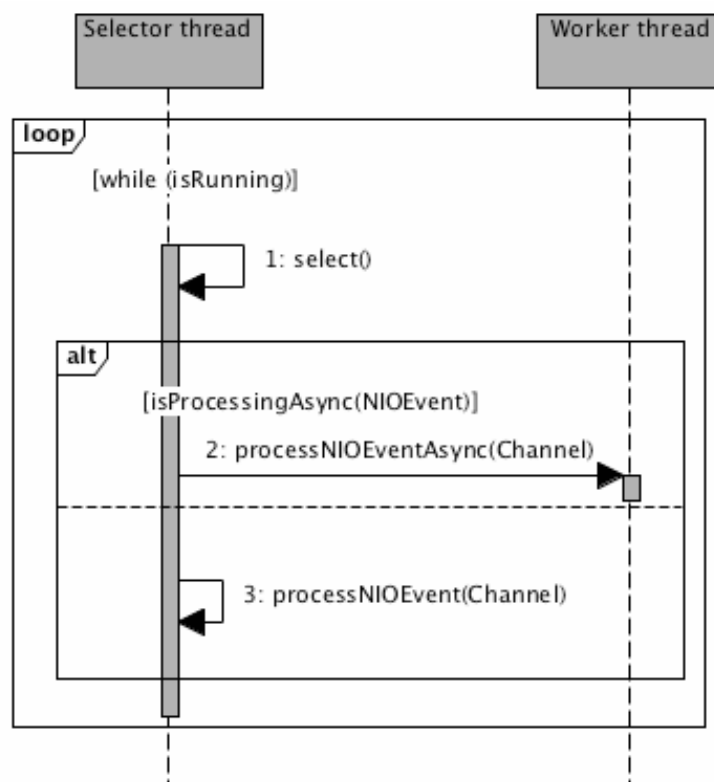 Selector thread
Worker thread
loop
[while (isRunning)]
1: select()
alt
[isProcessingAsync(NIOEvent)]
2: processNIOEventAsync(Channel)
3: processNIOEvent(Channel)